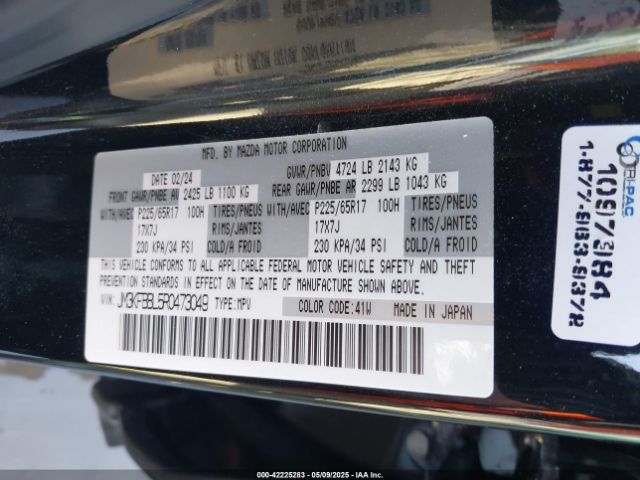 MFD. BY MAZDA MOTOR CORPORATION
DATE 02/24 GVWR/PNBV 4724 LB 2143 KG
FRONT GAWR/PNBE AV 2425 LB 1100 KG REAR GAWR/PNBE AR 2299 LB 1043 KG
WITH/AVEC P225/65R17 100H TIRES/PNEUS WITH/AVEC P225/65R17 100H TIRES/PNEUS
17X7J RIMS/JANTES 17X7J RIMS/JANTES
230 KPA/34 PSI COLD/A FROID 230 KPA/34 PSI COLD/A FROID
THIS VEHICLE CONFORMS TO ALL APPLICABLE FEDERAL MOTOR VEHICLE SAFETY AND THEFT
PREVENTION STANDARDS IN EFFECT ON THE DATE OF MANUFACTURE SHOWN ABOVE.
VIN: JM3KFBBL5R0473049 TYPE:MPV COLOR CODE:41W MADE IN JAPAN
1097384
1-877-983-9372
000-42225283 - 05/09/2025 - IAA Inc.